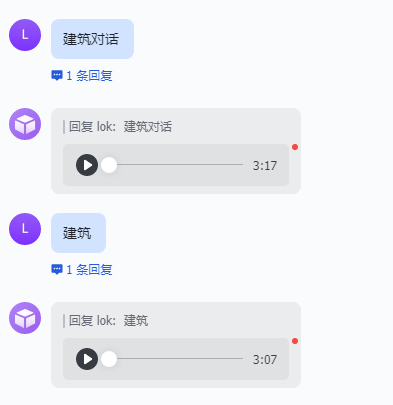 L
建筑对话
1 条回复
回复 lok: 建筑对话
3:17
L
建筑
1 条回复
回复 lok: 建筑
3:07